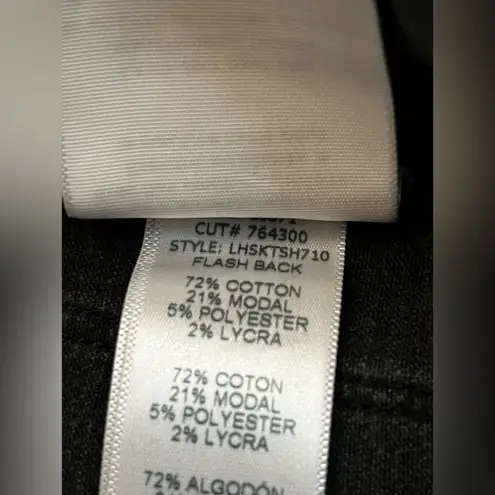 CUT# 764300
STYLE: LHSKTSH710
FLASH BACK
72% COTTON
21% MODAL
5% POLYESTER
2% LYCRA
72% COTON
21% MODAL
5% POLYESTER
2% LYCRA
72% ALGODÓN